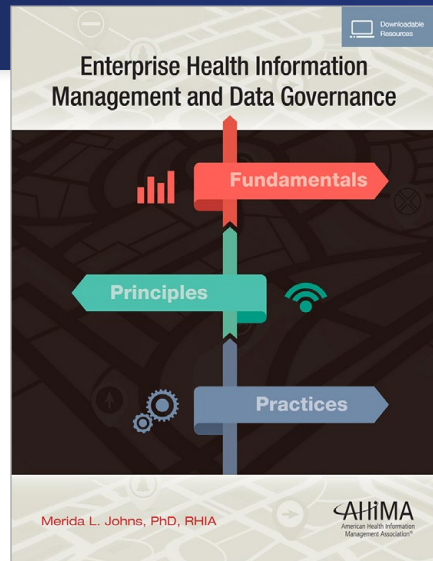 Downloadable
Resources
Enterprise Health Information
Management and Data Governance
Fundamentals
Principles
Practices
Merida L. Johns, PhD, RHIA
AHiMA
American Health Information
Management Association®